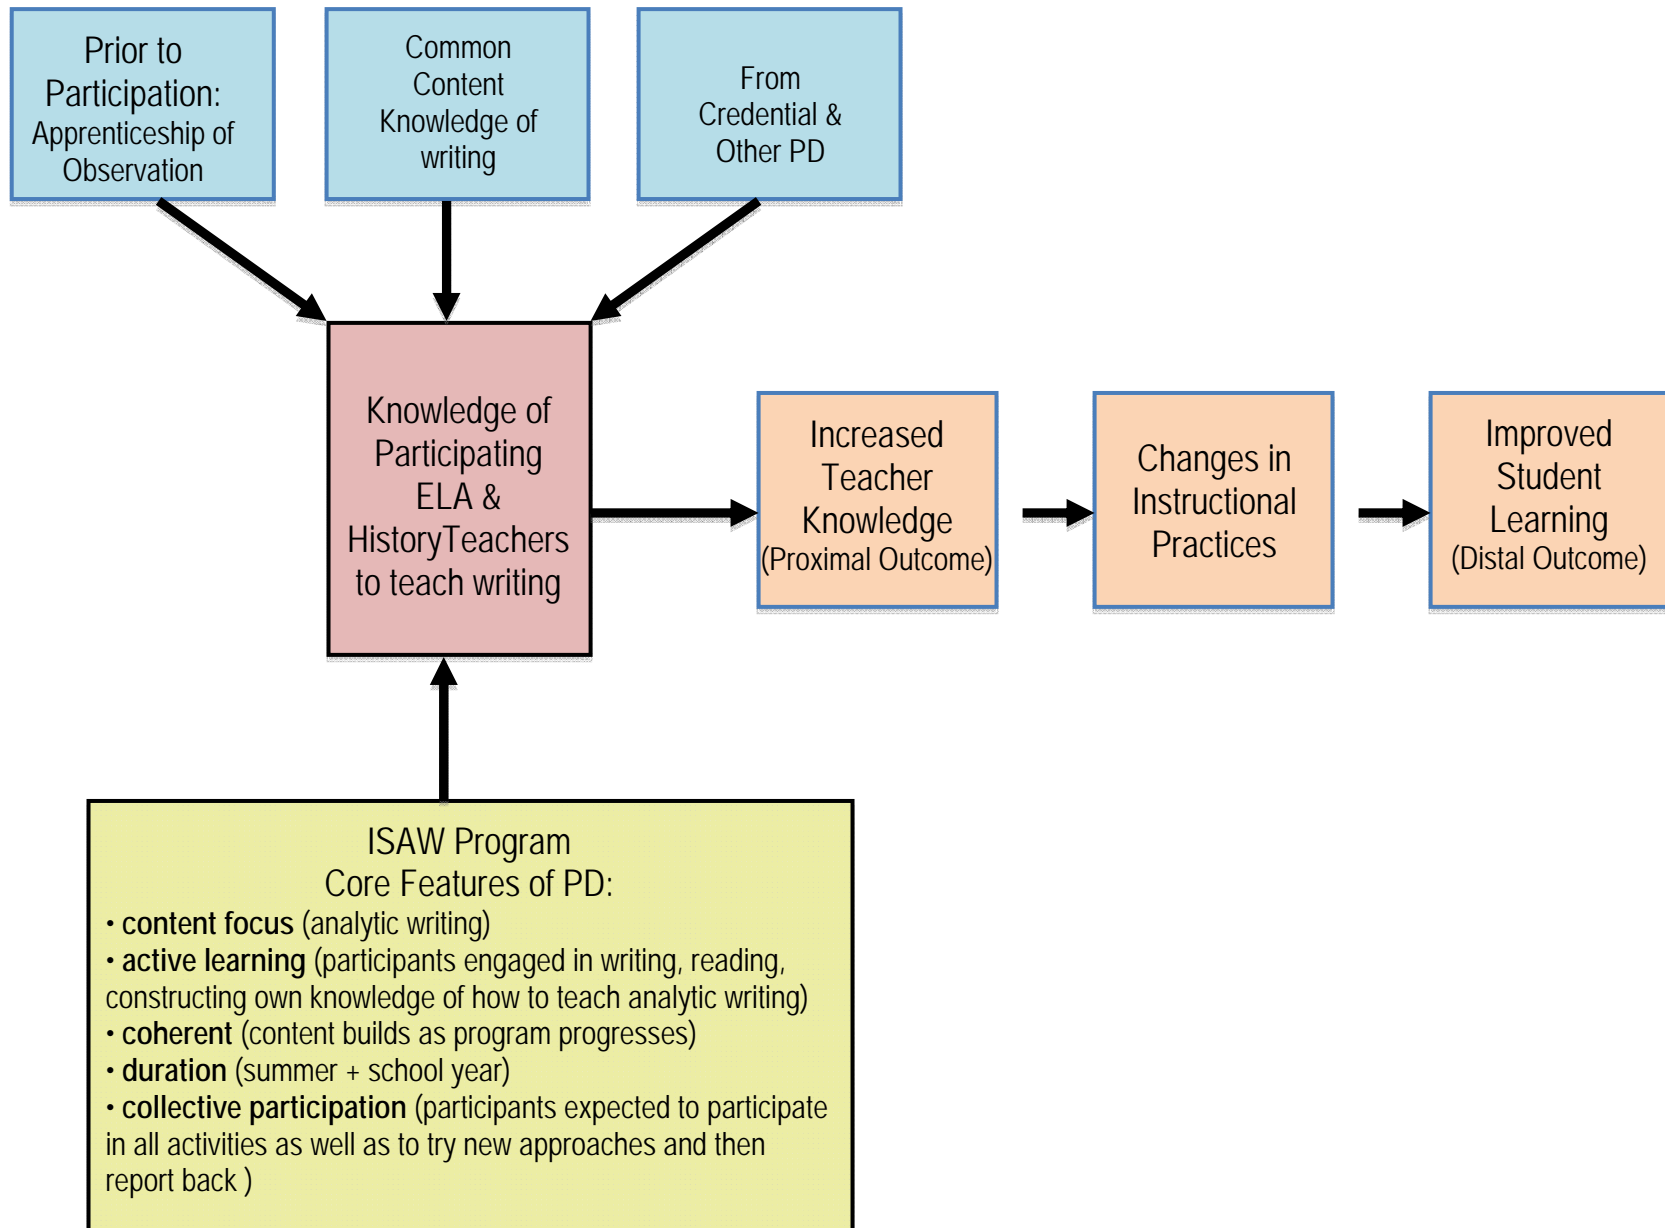 Prior to
Participation:
Apprenticeship of
Observation
Common
Content
Knowledge of
writing
From
Credential &
Other PD
Knowledge of
Participating
ELA &
HistoryTeachers
to teach writing
Increased
Teacher
Knowledge
(Proximal Outcome)
Changes in
Instructional
Practices
Improved
Student
Learning
(Distal Outcome)
ISAW Program
Core Features of PD:
• content focus (analytic writing)
• active learning (participants engaged in writing, reading,
constructing own knowledge of how to teach analytic writing)
• coherent (content builds as program progresses)
• duration (summer + school year)
• collective participation (participants expected to participate
in all activities as well as to try new approaches and then
report back )